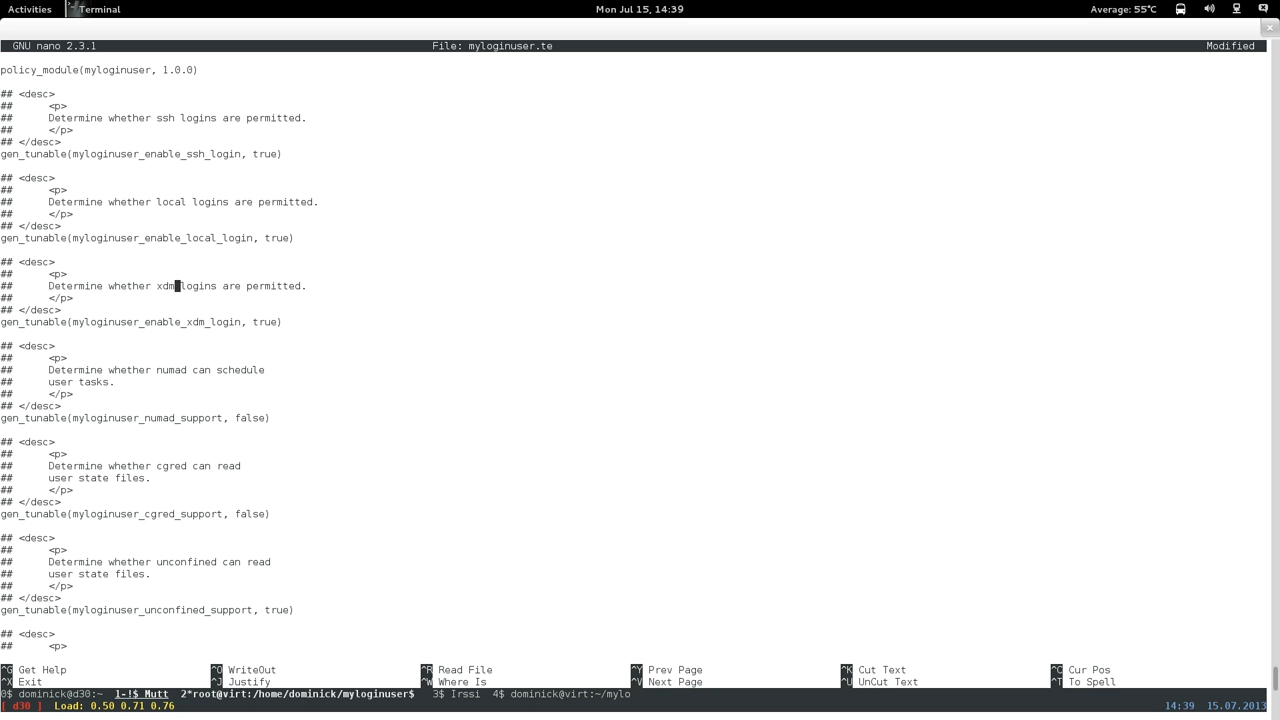 Activities Terminal Mon Jul 15, 14:39 Average: 55°C
GNU nano 2.3.1 File: myloginuser.te Modified
policy_module(myloginuser, 1.0.0)
## <desc>
## <p>
## Determine whether ssh logins are permitted.
## </p>
## </desc>
gen_tunable(myloginuser_enable_ssh_login, true)
## <desc>
## <p>
## Determine whether local logins are permitted.
## </p>
## </desc>
gen_tunable(myloginuser_enable_local_login, true)
## <desc>
## <p>
## Determine whether xdm logins are permitted.
## </p>
## </desc>
gen_tunable(myloginuser_enable_xdm_login, true)
## <desc>
## <p>
## Determine whether numad can schedule
## user tasks.
## </p>
## </desc>
gen_tunable(myloginuser_numad_support, false)
## <desc>
## <p>
## Determine whether cgred can read
## user state files.
## </p>
## </desc>
gen_tunable(myloginuser_cgred_support, false)
## <desc>
## <p>
## Determine whether unconfined can read
## user state files.
## </p>
## </desc>
gen_tunable(myloginuser_unconfined_support, true)
## <desc>
## <p>
^G Get Help ^O WriteOut ^R Read File ^Y Prev Page ^K Cut Text ^C Cur Pos
^X Exit ^J Justify ^W Where Is ^V Next Page ^U UnCut Text ^T To Spell
0$ dominick@d30:~ 1-!$ Mutt 2*root@virt:/home/dominick/myloginuser$ 3$ Irssi 4$ dominick@virt:~/mylo
[ d30 ] Load: 0.50 0.71 0.76 14:39 15.07.2013